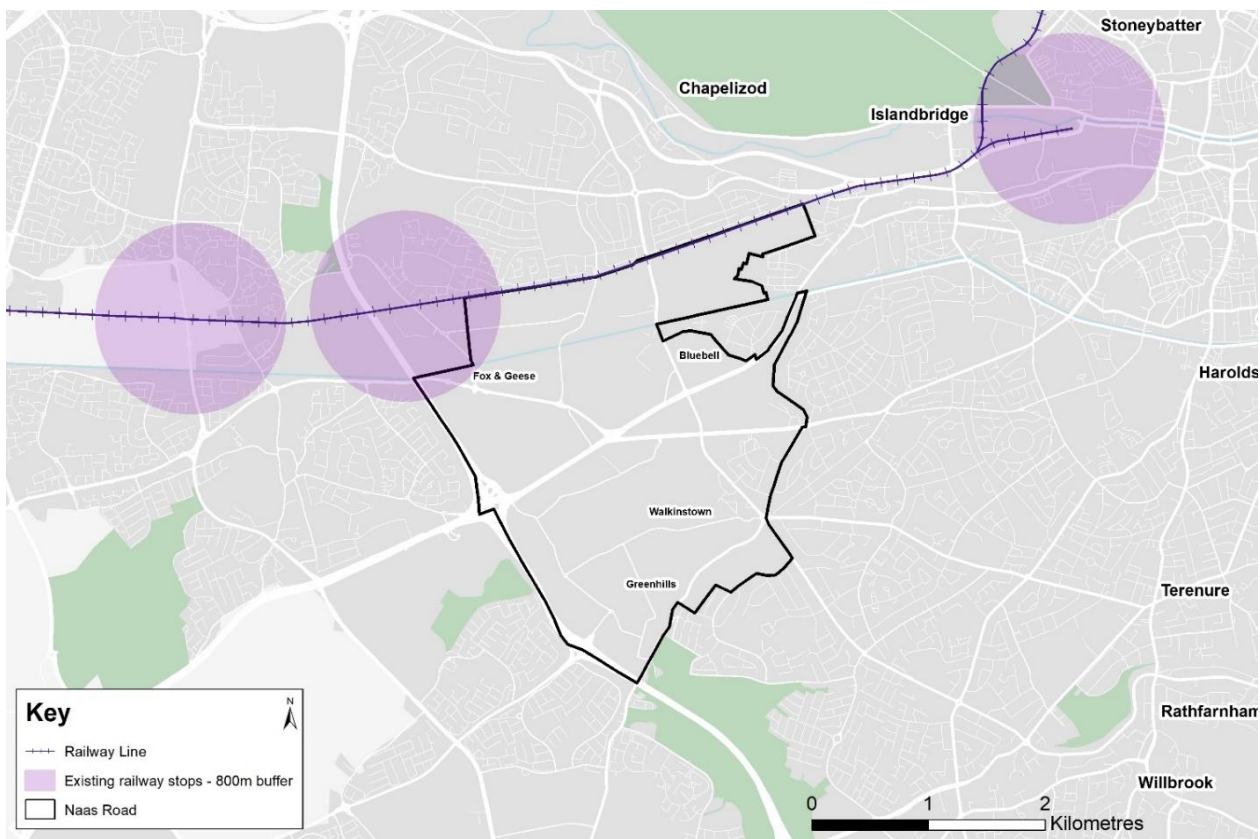 Stoneybatter
Chapelizod
Islandbridge
Bluebell
Fox & Geese
Harolds
Walkinstown
Greenhills
Terenure
Rathfarnham
Willbrook
Key
N
Railway Line
Existing railway stops - 800m buffer
Naas Road
0 1 2
Kilometres